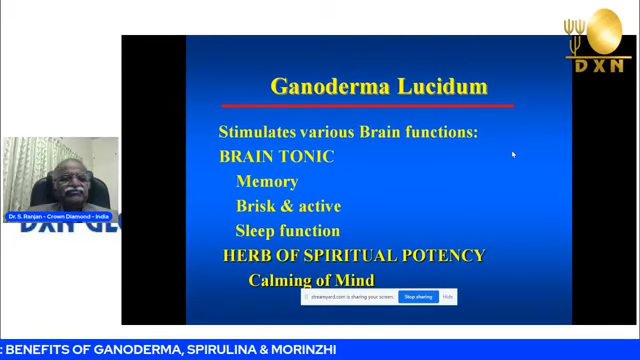 DXN
Ganoderma Lucidum
Stimulates various Brain functions:
BRAIN TONIC
Memory
Brisk & active
Sleep function
HERB OF SPIRITUAL POTENCY
Calming of Mind
streamyard.com is sharing your screen.
Stop sharing
Hide
Dr. S. Ranjan - Crown Diamond - India
: BENEFITS OF GANODERMA, SPIRULINA & MORINZHI